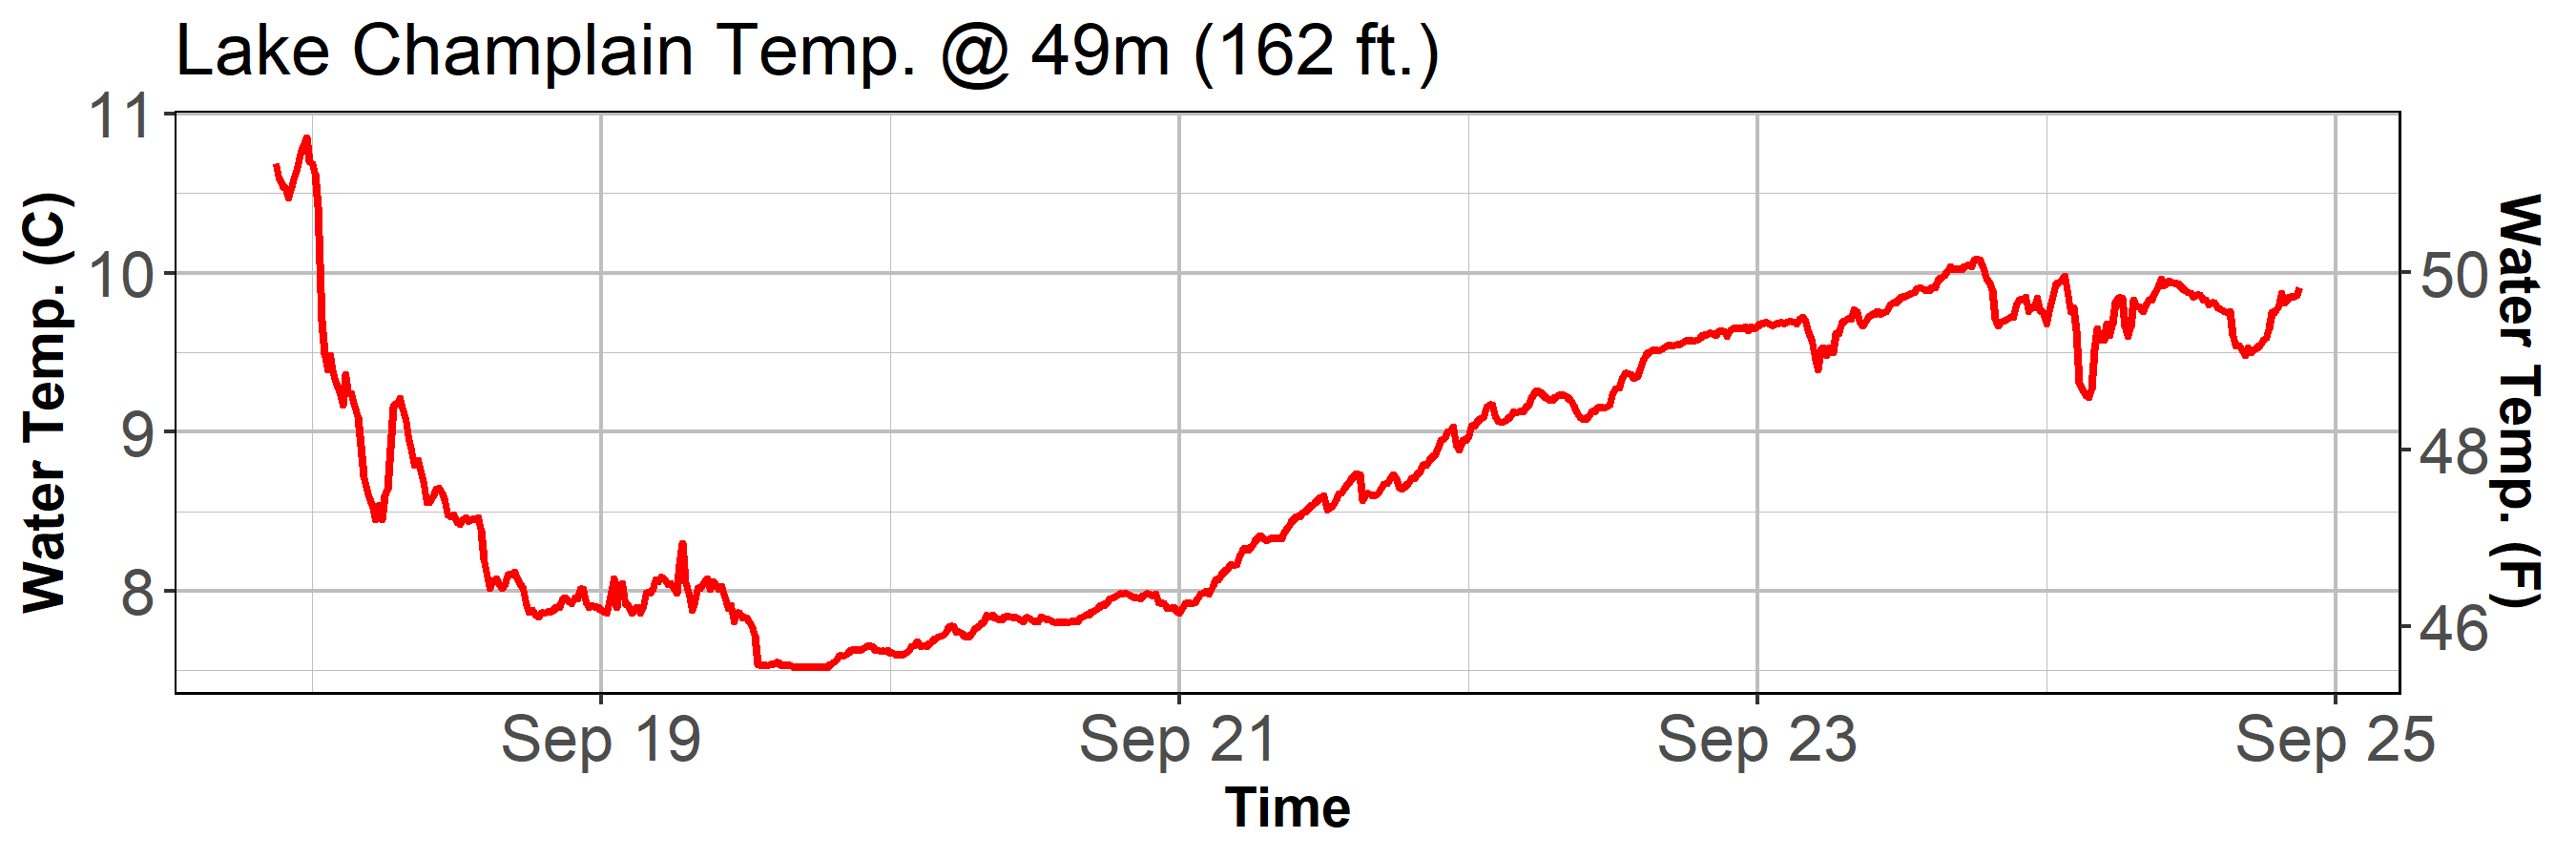 Lake Champlain Temp. @ 49m (162 ft.)
11
10
9
8
Water Temp. (C)
50
48
46
Water Temp. (F)
Sep 19 Sep 21 Sep 23 Sep 25
Time